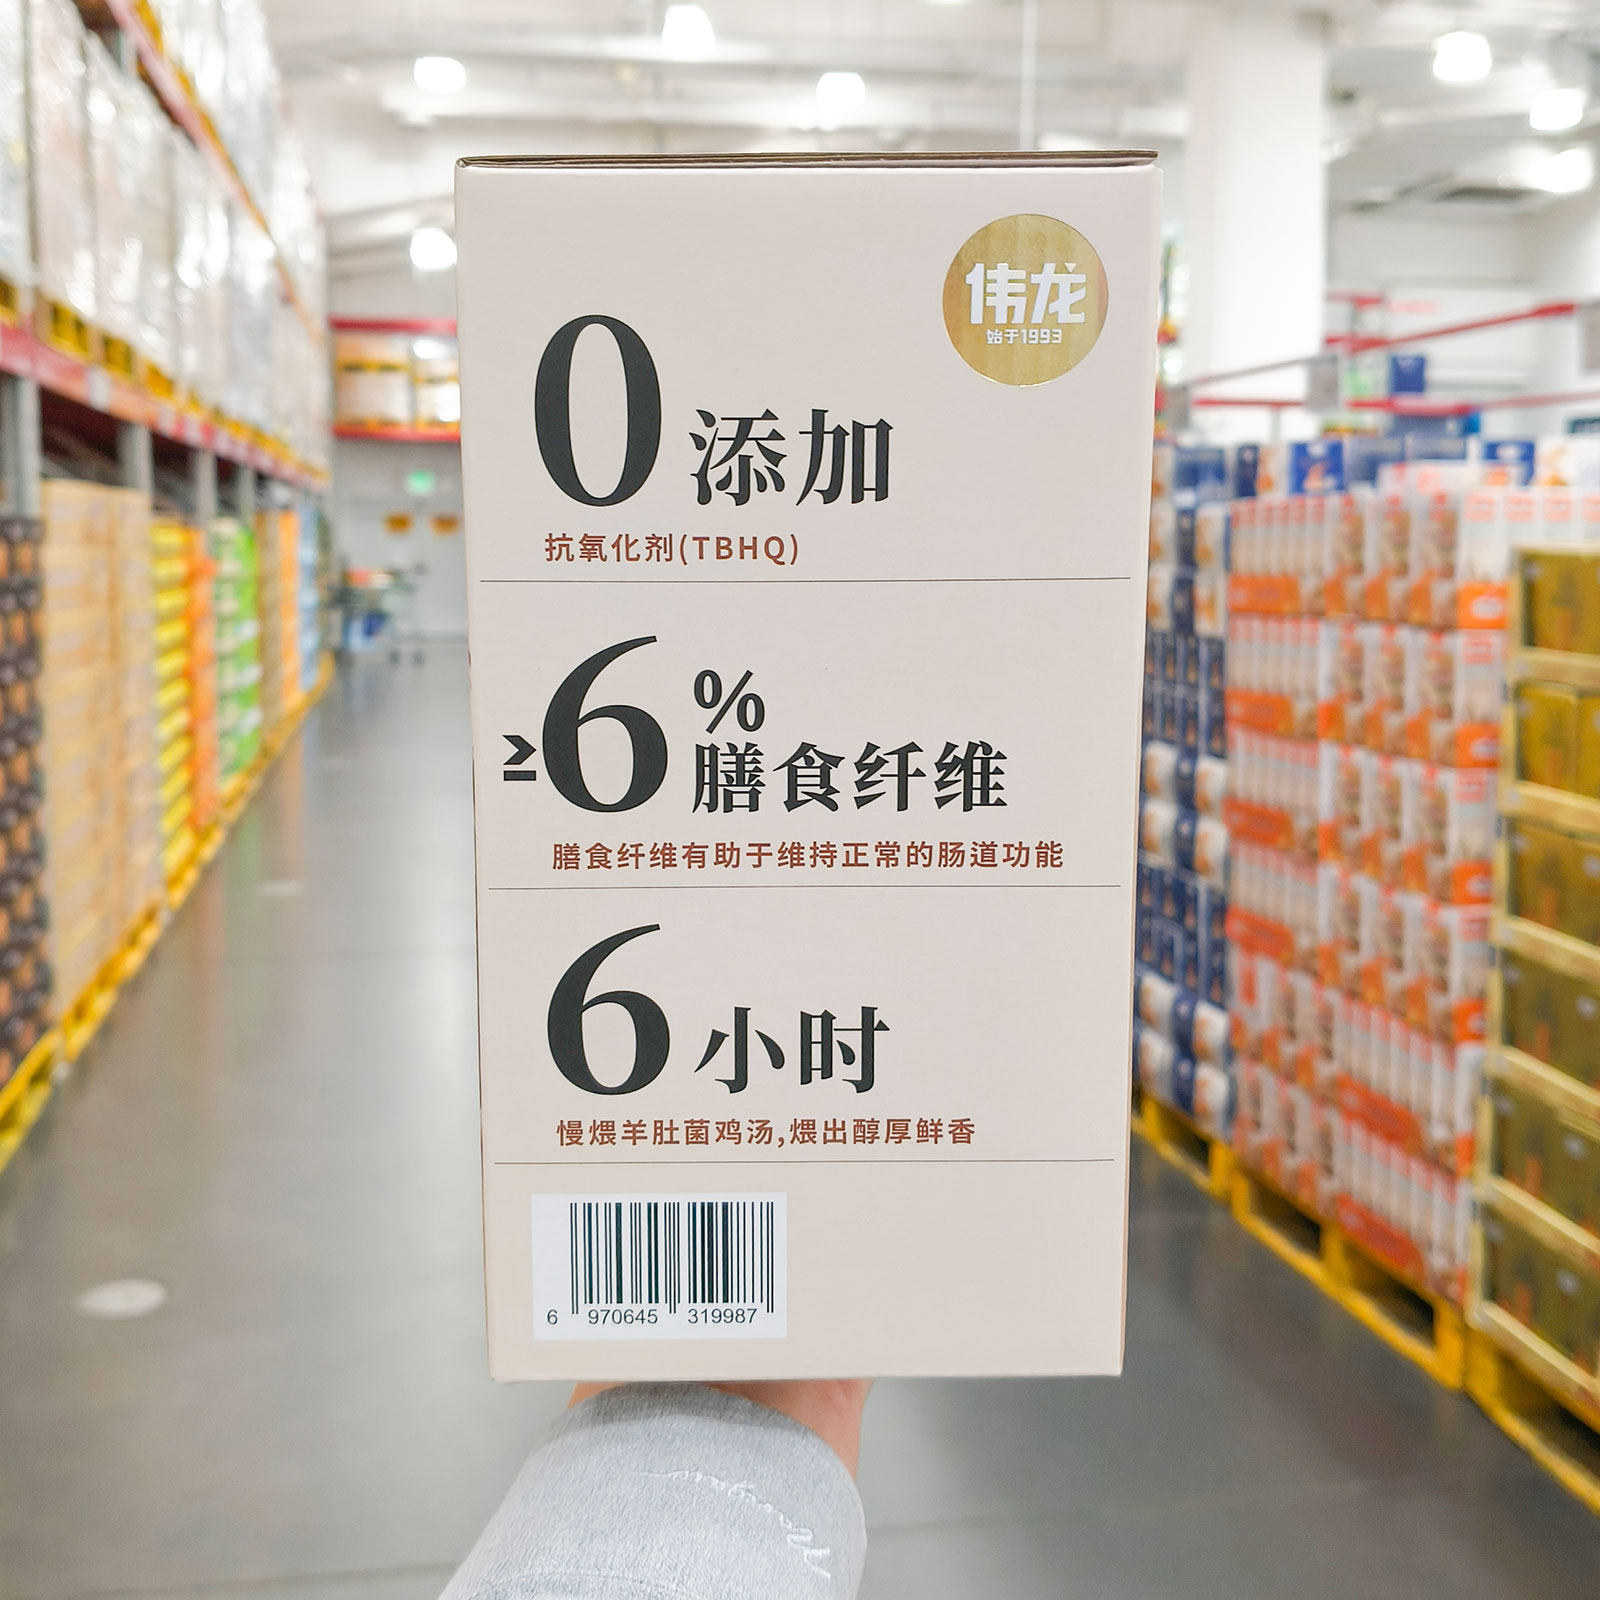 伟龙
始于1993
0添加
抗氧化剂(TBHQ)
≥6%
膳食纤维
膳食纤维有助于维持正常的肠道功能
6小时
慢煨羊肚菌鸡汤,煨出醇厚鲜香
6 970645 319987